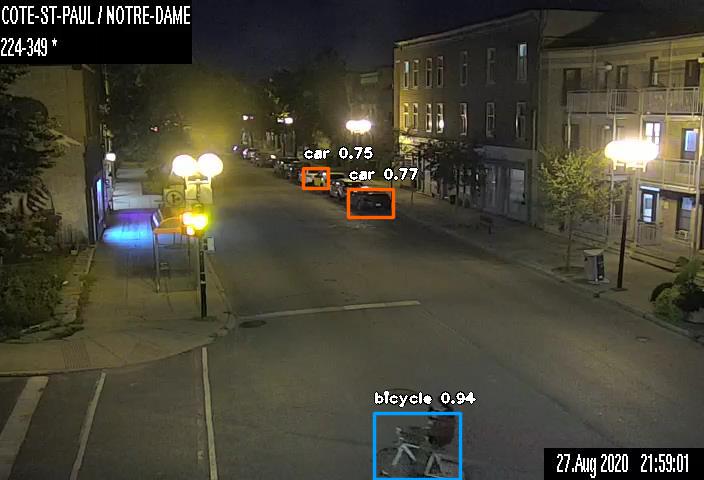 COTE-ST-PAUL / NOTRE-DAME
224-349 *
car 0.75
car 0.77
bicycle 0.94
27.Aug 2020 21:59:01